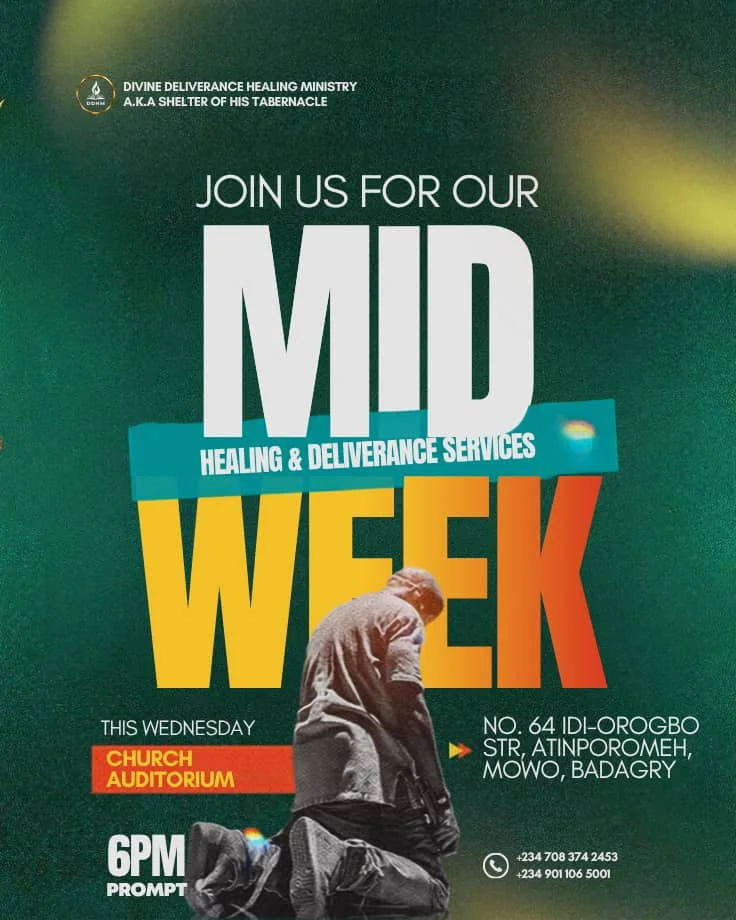 DDHM
DIVINE DELIVERANCE HEALING MINISTRY
A.K.A SHELTER OF HIS TABERNACLE
JOIN US FOR OUR
MID
HEALING & DELIVERANCE SERVICES
WEEK
THIS WEDNESDAY
CHURCH
AUDITORIUM
6PM
PROMPT
NO. 64 IDI-OROGBO
STR, ATINPOROMEH,
MOWO, BADAGRY
+234 708 374 2453
+234 901 106 5001